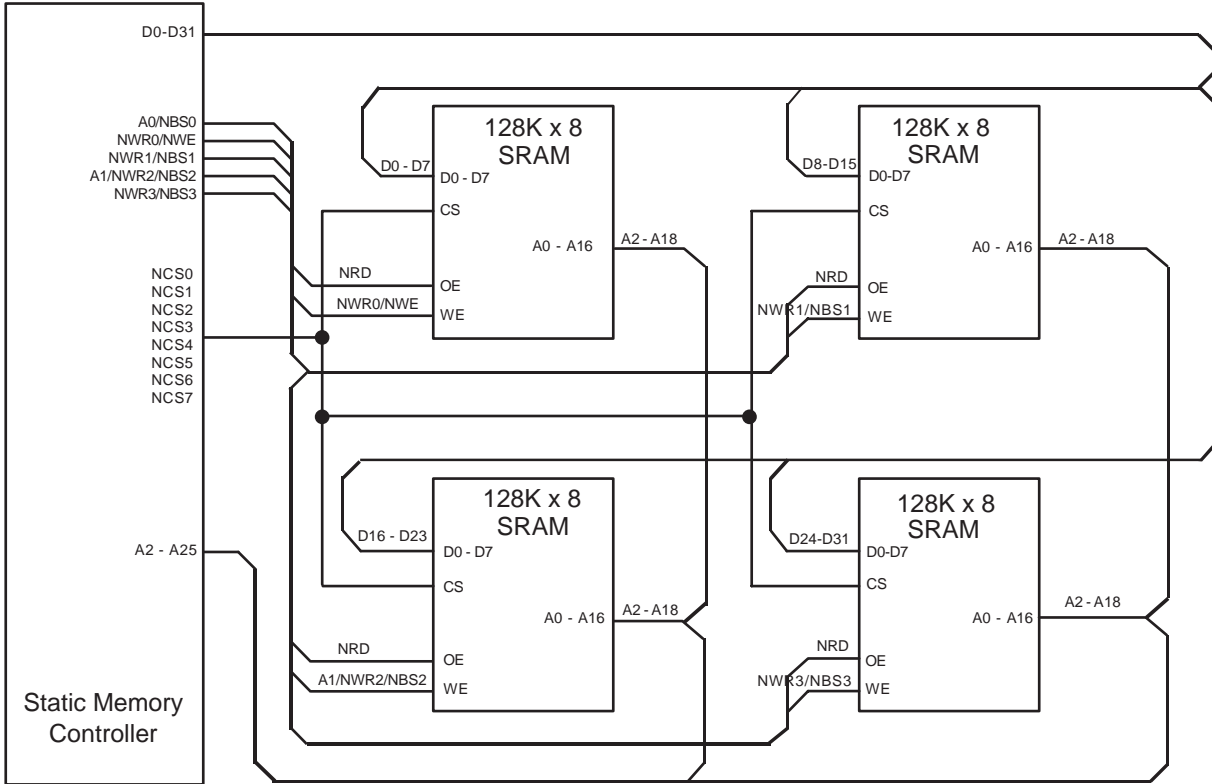 D0-D31
A0/NBS0
NWR0/NWE
NWR1/NBS1
A1/NWR2/NBS2
NWR3/NBS3
NCS0
NCS1
NCS2
NCS3
NCS4
NCS5
NCS6
NCS7
A2 - A25
Static Memory
Controller
128K x 8
SRAM
D0 - D7
D0 - D7
CS
A0 - A16
A2 - A18
NRD
OE
NWR0/NWE
WE
128K x 8
SRAM
D8-D15
D0-D7
CS
A0 - A16
A2 - A18
NRD
OE
NWR1/NBS1
WE
128K x 8
SRAM
D16 - D23
D0 - D7
CS
A0 - A16
A2 - A18
NRD
OE
A1/NWR2/NBS2
WE
128K x 8
SRAM
D24-D31
D0-D7
CS
A0 - A16
A2 - A18
NRD
OE
NWR3/NBS3
WE